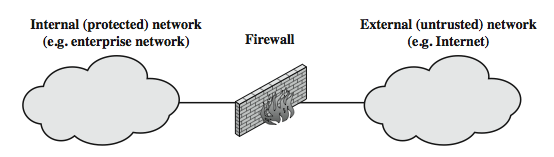 Internal (protected) network
(e.g. enterprise network)
Firewall
External (untrusted) network
(e.g. Internet)